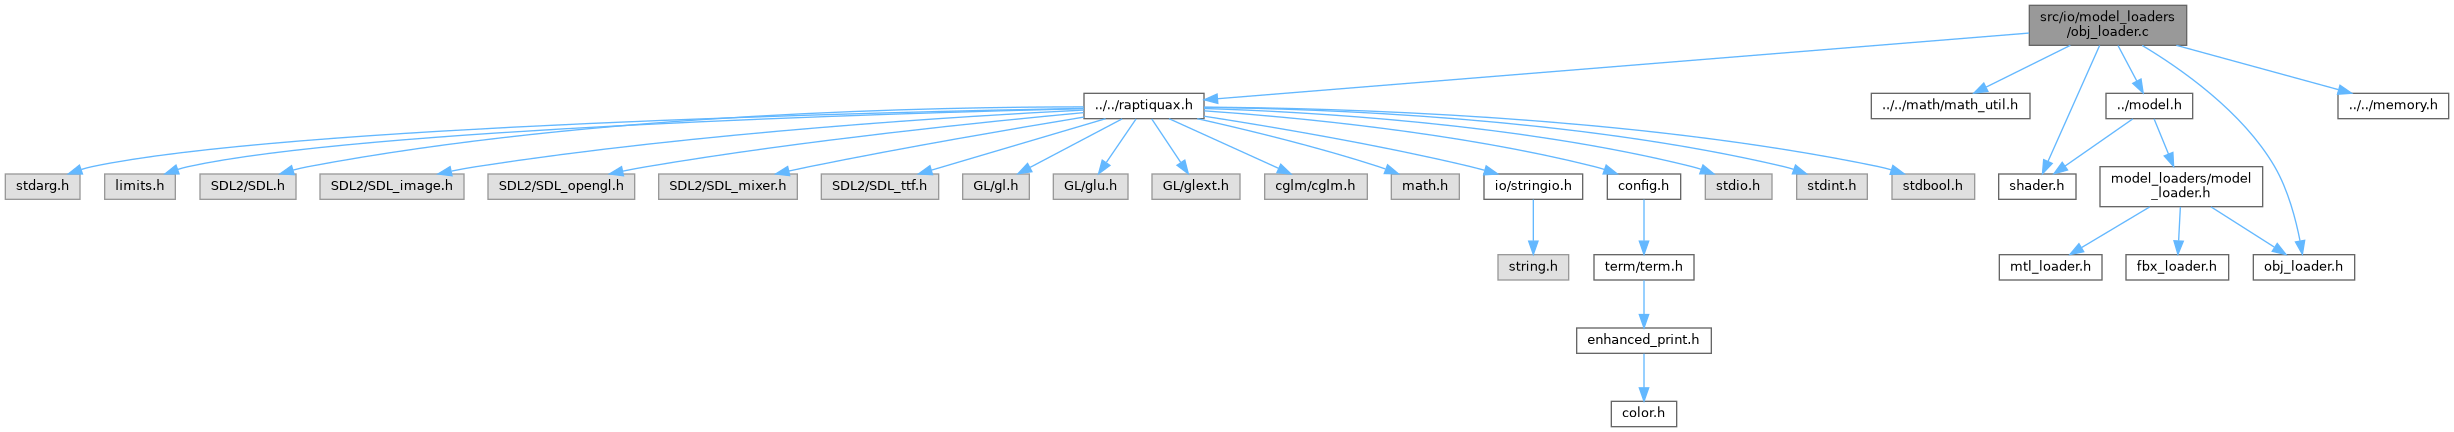 src/io/model_loaders
/obj_loader.c
../../raptiquax.h
../../math/math_util.h
../model.h
../../memory.h
stdarg.h
limits.h
SDL2/SDL.h
SDL2/SDL_image.h
SDL2/SDL_opengl.h
SDL2/SDL_mixer.h
SDL2/SDL_ttf.h
GL/gl.h
GL/glu.h
GL/glext.h
cglm/cglm.h
math.h
io/stringio.h
config.h
stdio.h
stdint.h
stdbool.h
shader.h
model_loaders/model
_loader.h
string.h
term/term.h
mtl_loader.h
fbx_loader.h
obj_loader.h
enhanced_print.h
color.h